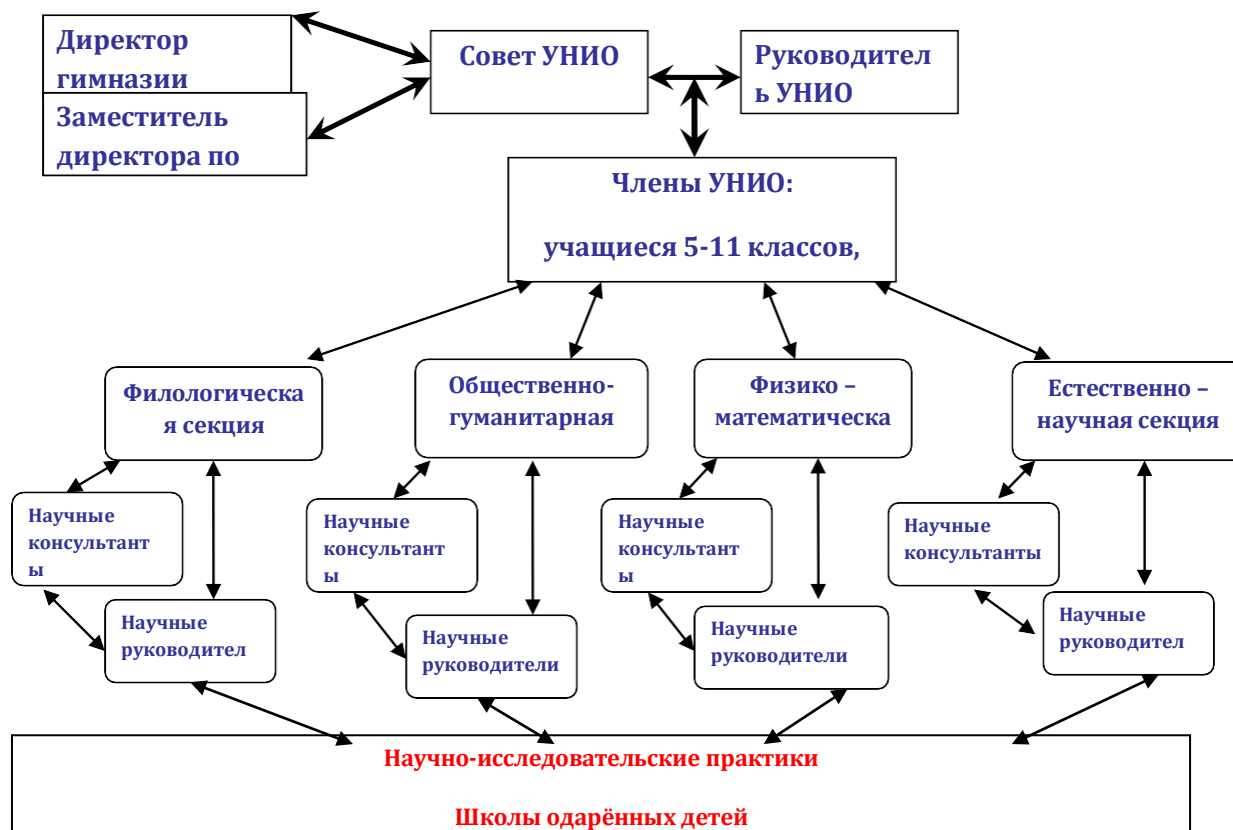 Директор
гимназии
Заместитель
директора по
Совет УНИО
Руководител
ь УНИО
Члены УНИО:
учащиеся 5-11 классов,
Филологическа
я секция
Общественно-
гуманитарная
Физико –
математическа
Естественно –
научная секция
Научные
консультант
ы
Научные
руководител
Научные
консультант
ы
Научные
руководители
Научные
консультант
ы
Научные
руководители
Научные
консультанты
Научные
руководител
Научно-исследовательские практики
Школы одарённых детей